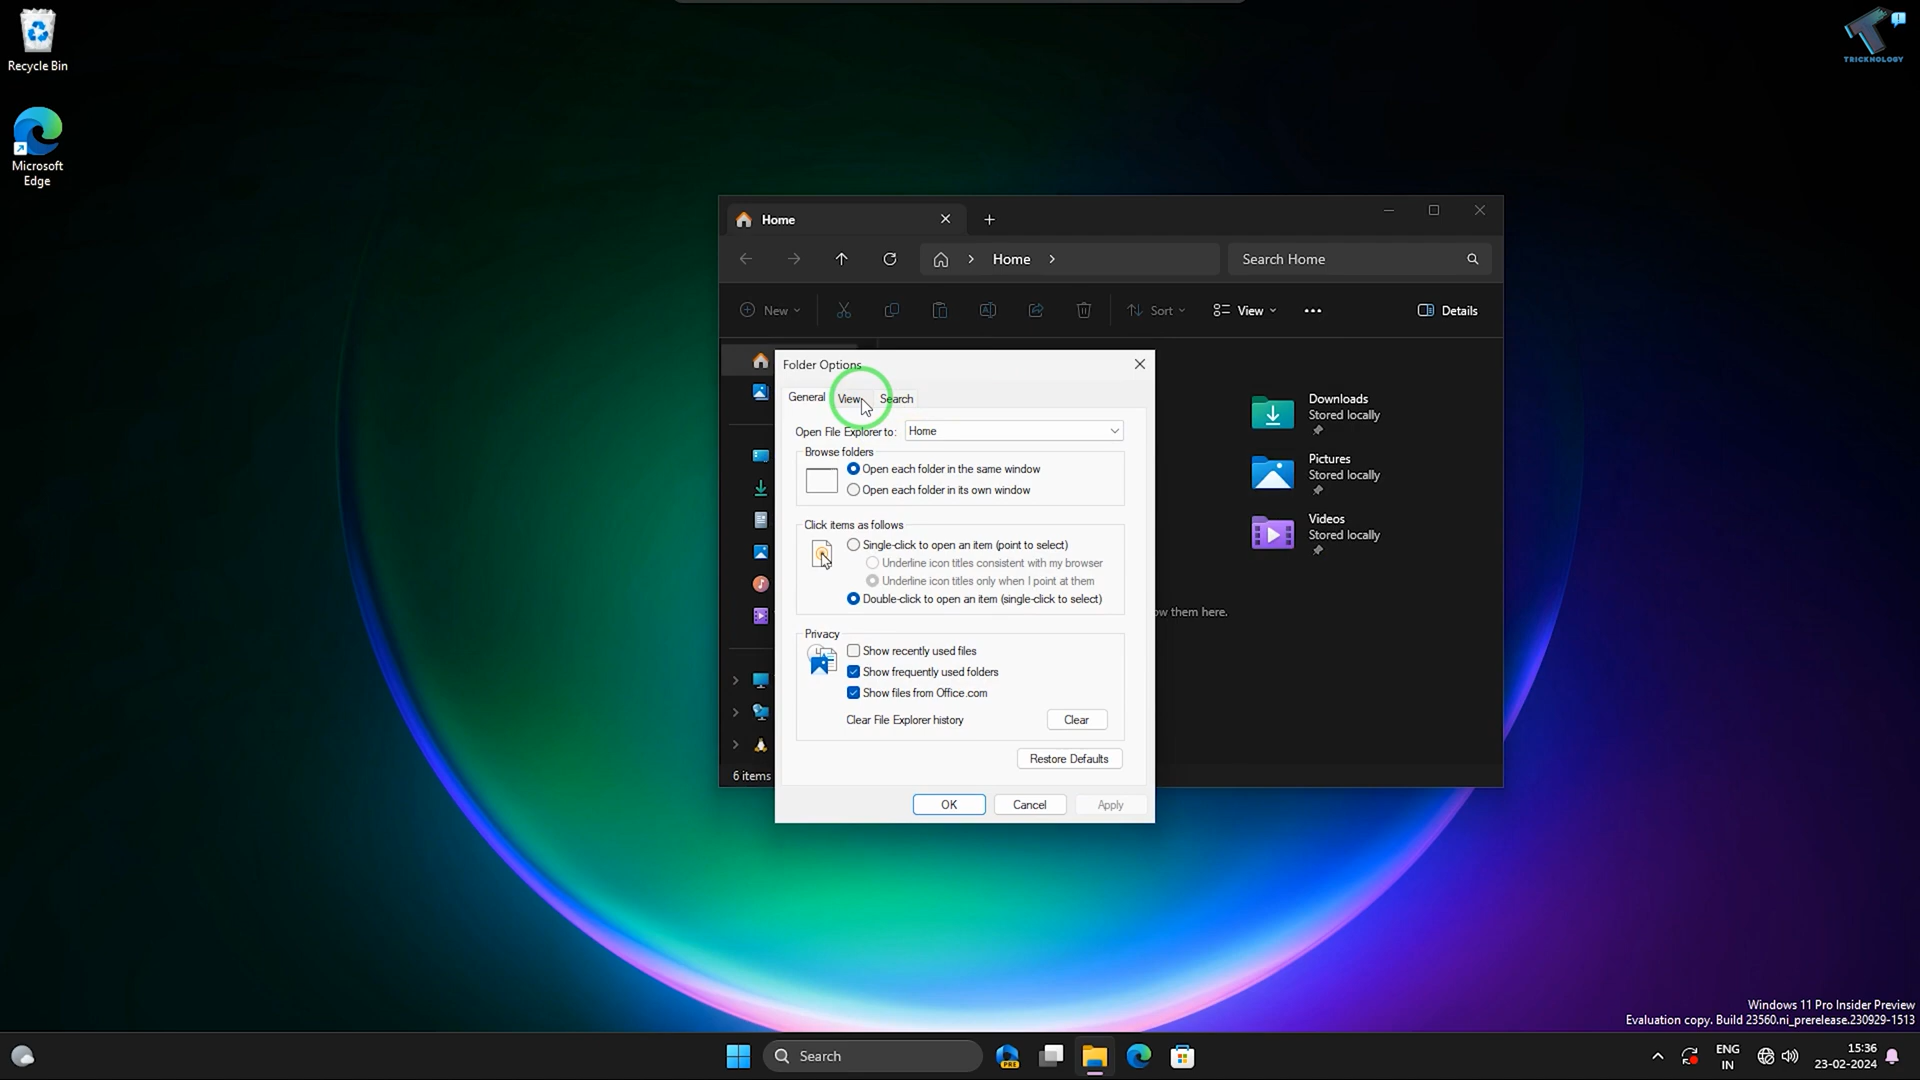 Recycle Bin
Microsoft
Edge
TRICKNOLOGY
Home
Home
Search Home
New
Sort
View
Details
Folder Options
General
View
Search
Open File Explorer to:
Home
Browse folders
Open each folder in the same window
Open each folder in its own window
Click items as follows
Single-click to open an item (point to select)
Underline icon titles consistent with my browser
Underline icon titles only when I point at them
Double-click to open an item (single-click to select)
Privacy
Show recently used files
Show frequently used folders
Show files from Office.com
Clear File Explorer history
Clear
Restore Defaults
OK
Cancel
Apply
Downloads
Stored locally
Pictures
Stored locally
Videos
Stored locally
ow them here.
6 items
Windows 11 Pro Insider Preview
Evaluation copy. Build 23560.ni_prerelease.230929-1513
Search
PRE
ENG
IN
15:36
23-02-2024